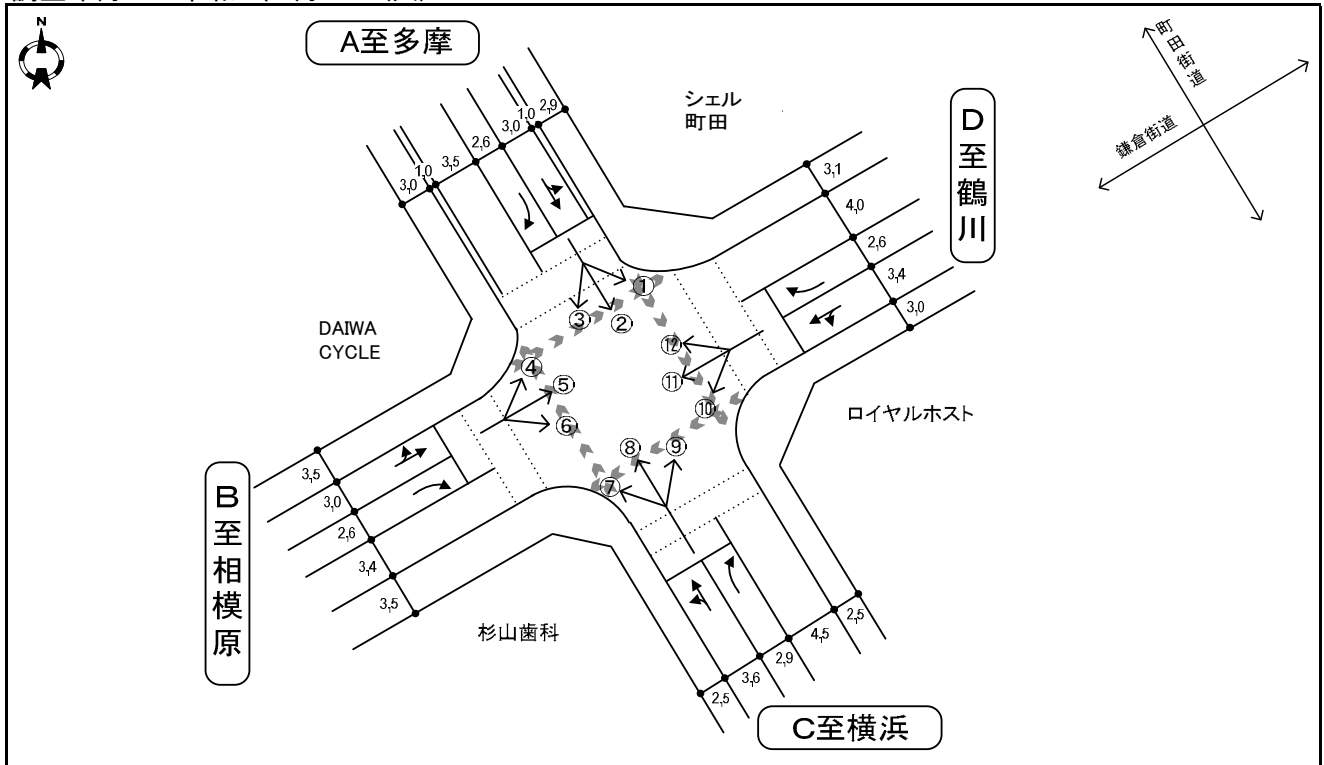 N
A至多摩
シェル
町田
町田街道
鎌倉街道
D至鶴川
3,0
1,0
3,5
2,6
3,0
1,0
2,9
3,1
4,0
2,6
3,4
3,0
DAIWA
CYCLE
ロイヤルホスト
①
②
③
④
⑤
⑥
⑦
⑧
⑨
⑩
⑪
⑫
B至相模原
3,5
3,0
2,6
3,4
3,5
杉山歯科
2,5
3,6
2,9
4,5
2,5
C至横浜